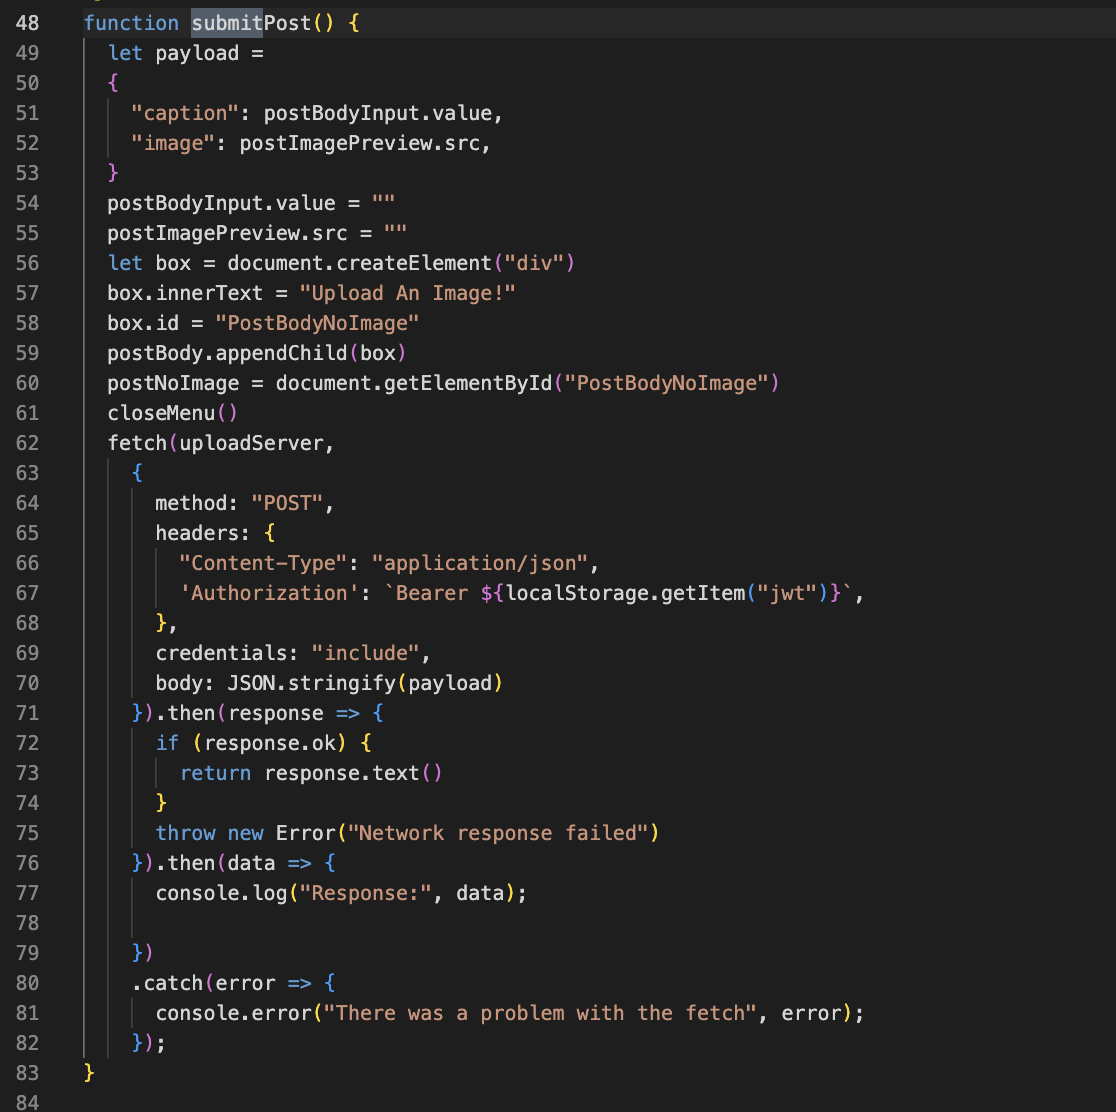 48 function submitPost() {
49 let payload =
50 {
51 "caption": postBodyInput.value,
52 "image": postImagePreview.src,
53 }
54 postBodyInput.value = ""
55 postImagePreview.src = ""
56 let box = document.createElement("div")
57 box.innerText = "Upload An Image!"
58 box.id = "PostBodyNoImage"
59 postBody.appendChild(box)
60 postNoImage = document.getElementById("PostBodyNoImage")
61 closeMenu()
62 fetch(uploadServer,
63 {
64 method: "POST",
65 headers: {
66 "Content-Type": "application/json",
67 'Authorization': `Bearer ${localStorage.getItem("jwt")}`,
68 },
69 credentials: "include",
70 body: JSON.stringify(payload)
71 }).then(response => {
72 if (response.ok) {
73 return response.text()
74 }
75 throw new Error("Network response failed")
76 }).then(data => {
77 console.log("Response:", data);
78
79 })
80 .catch(error => {
81 console.error("There was a problem with the fetch", error);
82 });
83 }
84